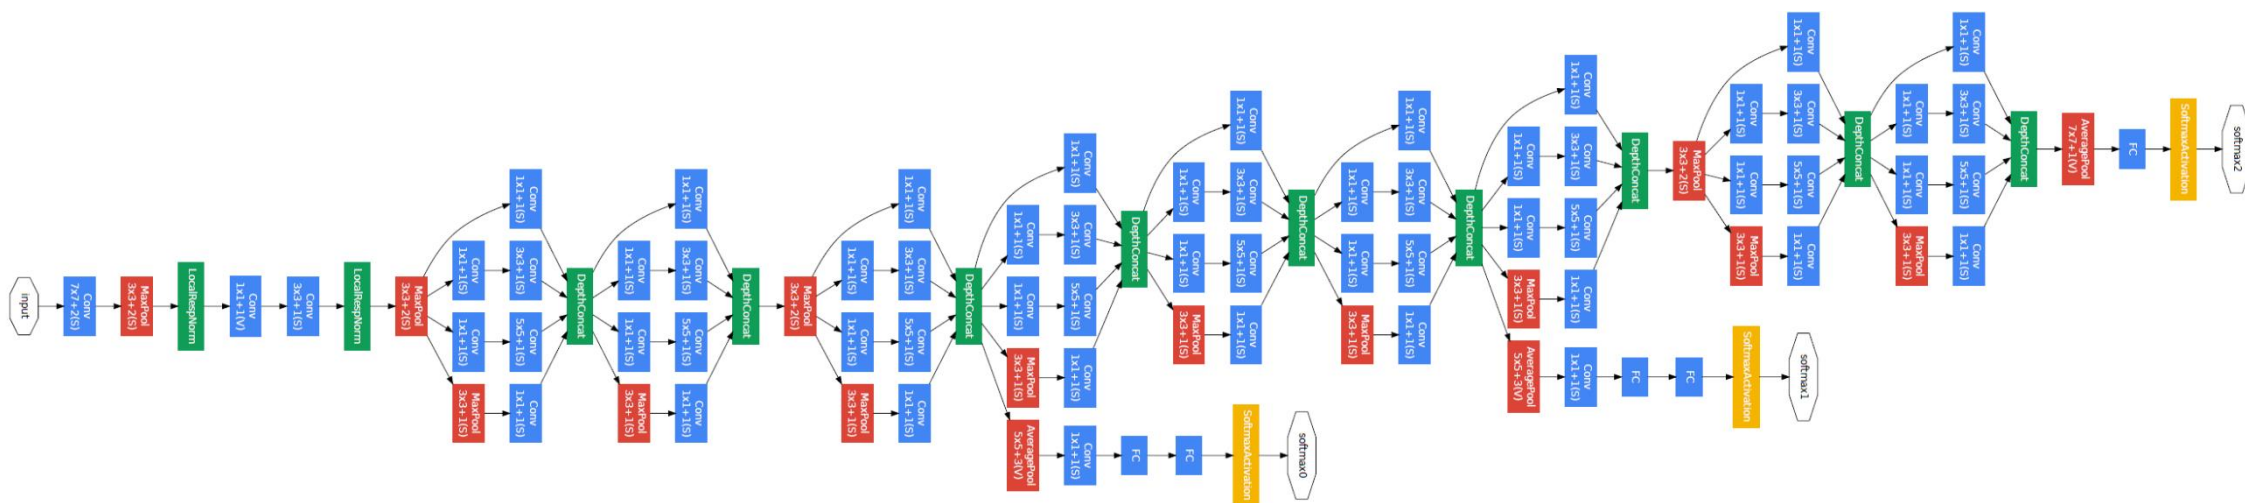 input
Conv
7x7+2(S)
MaxPool
3x3+2(S)
LocalRespNorm
Conv
1x1+1(V)
Conv
3x3+1(S)
LocalRespNorm
MaxPool
3x3+2(S)
Conv
1x1+1(S)
Conv
1x1+1(S)
MaxPool
3x3+1(S)
Conv
1x1+1(S)
Conv
3x3+1(S)
Conv
5x5+1(S)
Conv
1x1+1(S)
DepthConcat
Conv
1x1+1(S)
Conv
1x1+1(S)
MaxPool
3x3+1(S)
Conv
1x1+1(S)
Conv
3x3+1(S)
Conv
5x5+1(S)
Conv
1x1+1(S)
DepthConcat
MaxPool
3x3+2(S)
Conv
1x1+1(S)
Conv
1x1+1(S)
MaxPool
3x3+1(S)
Conv
1x1+1(S)
Conv
3x3+1(S)
Conv
5x5+1(S)
Conv
1x1+1(S)
DepthConcat
Conv
1x1+1(S)
Conv
1x1+1(S)
MaxPool
3x3+1(S)
AveragePool
5x5+3(V)
Conv
1x1+1(S)
Conv
3x3+1(S)
Conv
5x5+1(S)
Conv
1x1+1(S)
Conv
1x1+1(S)
DepthConcat
FC
Conv
1x1+1(S)
Conv
1x1+1(S)
MaxPool
3x3+1(S)
FC
Conv
1x1+1(S)
Conv
3x3+1(S)
Conv
5x5+1(S)
Conv
1x1+1(S)
SoftmaxActivation
DepthConcat
softmax0
Conv
1x1+1(S)
Conv
1x1+1(S)
MaxPool
3x3+1(S)
Conv
1x1+1(S)
Conv
3x3+1(S)
Conv
5x5+1(S)
Conv
1x1+1(S)
DepthConcat
Conv
1x1+1(S)
Conv
1x1+1(S)
MaxPool
3x3+1(S)
AveragePool
5x5+3(V)
Conv
1x1+1(S)
Conv
3x3+1(S)
Conv
5x5+1(S)
Conv
1x1+1(S)
Conv
1x1+1(S)
DepthConcat
FC
MaxPool
3x3+2(S)
FC
Conv
1x1+1(S)
Conv
1x1+1(S)
MaxPool
3x3+1(S)
SoftmaxActivation
Conv
1x1+1(S)
Conv
3x3+1(S)
Conv
5x5+1(S)
Conv
1x1+1(S)
softmax1
DepthConcat
Conv
1x1+1(S)
Conv
1x1+1(S)
MaxPool
3x3+1(S)
Conv
1x1+1(S)
Conv
3x3+1(S)
Conv
5x5+1(S)
Conv
1x1+1(S)
DepthConcat
AveragePool
7x7+1(V)
FC
SoftmaxActivation
softmax2